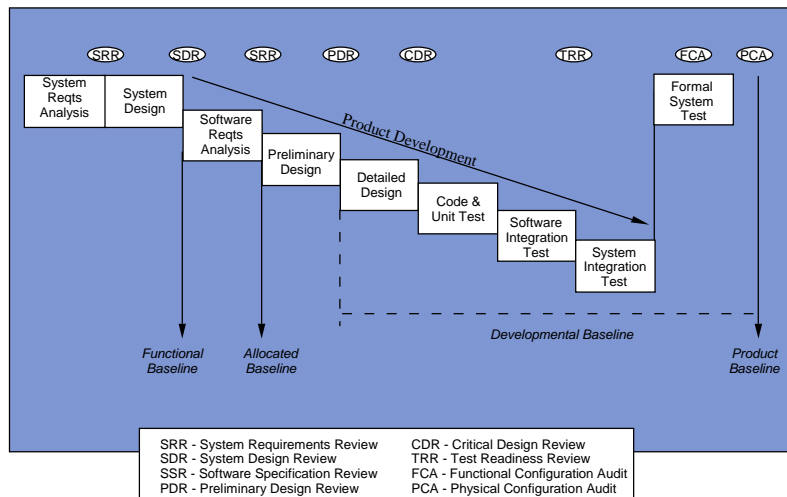 SRR
SDR
SRR
PDR
CDR
TRR
FCA
PCA
System
Reqts
Analysis
System
Design
Software
Reqts
Analysis
Preliminary
Design
Detailed
Design
Code &
Unit Test
Software
Integration
Test
System
Integration
Test
Formal
System
Test
Product Development
Functional
Baseline
Allocated
Baseline
Developmental Baseline
Product
Baseline
SRR - System Requirements Review
SDR - System Design Review
SSR - Software Specification Review
PDR - Preliminary Design Review
CDR - Critical Design Review
TRR - Test Readiness Review
FCA - Functional Configuration Audit
PCA - Physical Configuration Audit